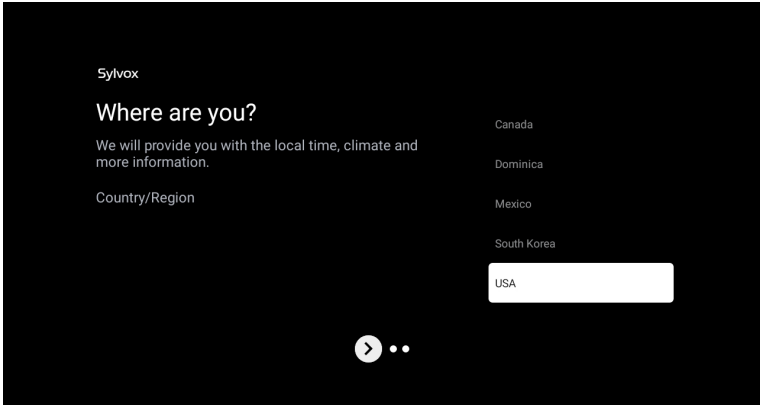 Sylvox
Where are you?
We will provide you with the local time, climate and
more information.
Country/Region
Canada
Dominica
Mexico
South Korea
USA